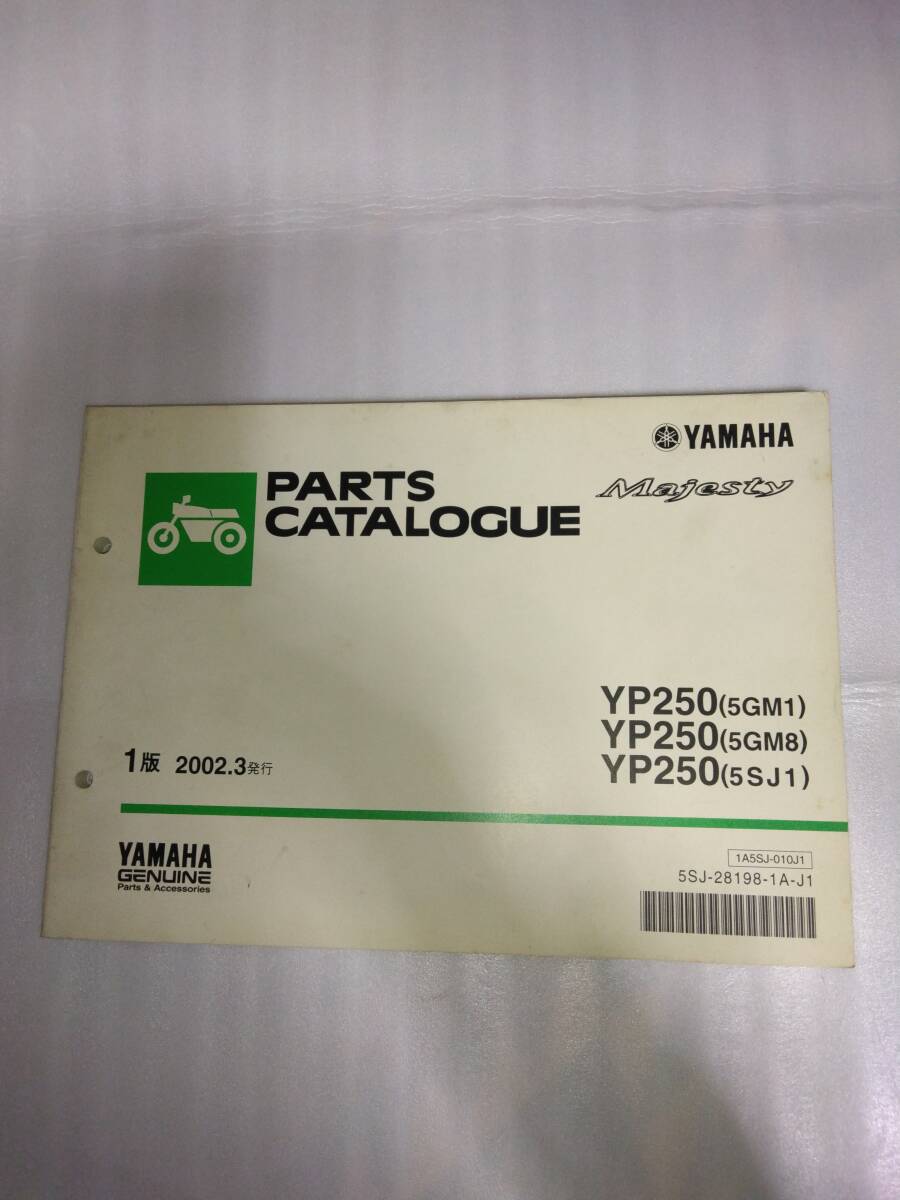 YAMAHA
Majesty
PARTS
CATALOGUE
YP250(5GM1)
YP250(5GM8)
YP250(5SJ1)
1版 2002.3発行
YAMAHA
GENUINE
Parts & Accessories
1A5SJ-010J1
5SJ-28198-1A-J1